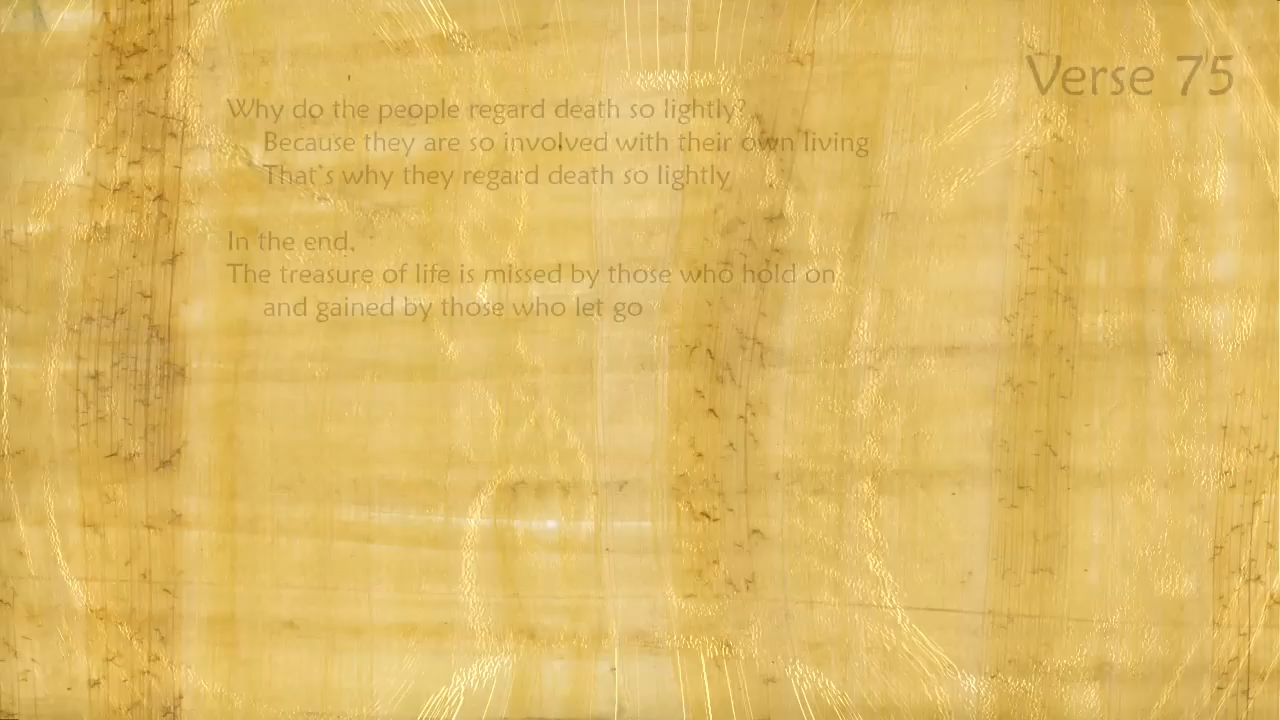 Verse 75
Why do the people regard death so lightly?
Because they are so involved with their own living
That`s why they regard death so lightly
In the end,
The treasure of life is missed by those who hold on
and gained by those who let go